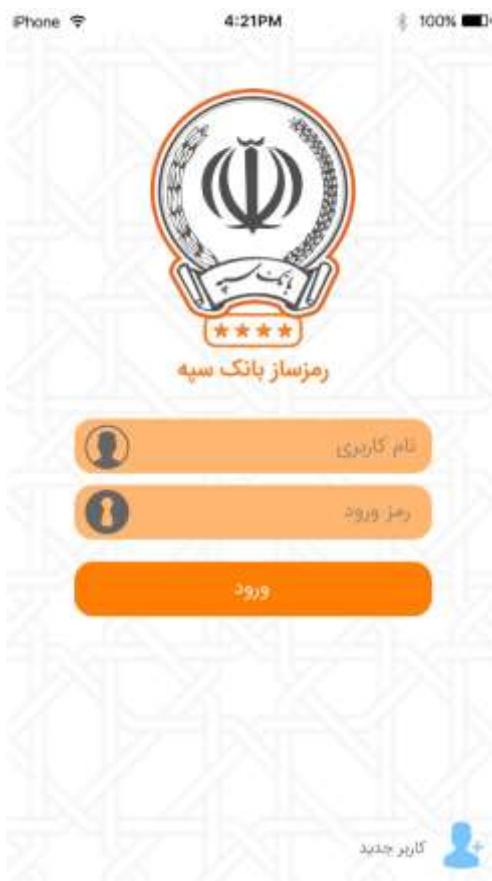 iPhone 4:21PM 100%
بانک سپه
****
رمزساز بانک سپه
نام کاربری
رمز ورود
ورود
کاربر جدید